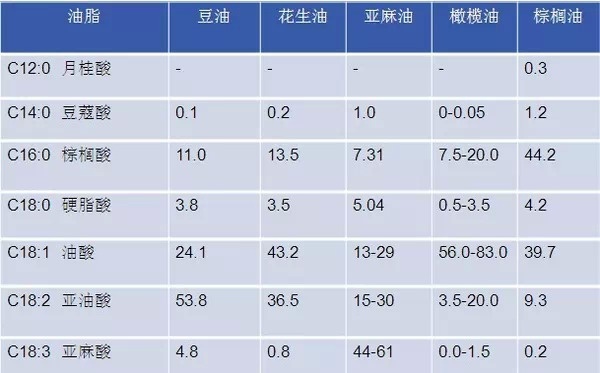 油脂 豆油 花生油 亚麻油 橄榄油 棕榈油
C12:0 月桂酸 - - - - 0.3
C14:0 豆蔻酸 0.1 0.2 1.0 0-0.05 1.2
C16:0 棕榈酸 11.0 13.5 7.31 7.5-20.0 44.2
C18:0 硬脂酸 3.8 3.5 5.04 0.5-3.5 4.2
C18:1 油酸 24.1 43.2 13-29 56.0-83.0 39.7
C18:2 亚油酸 53.8 36.5 15-30 3.5-20.0 9.3
C18:3 亚麻酸 4.8 0.8 44-61 0.0-1.5 0.2